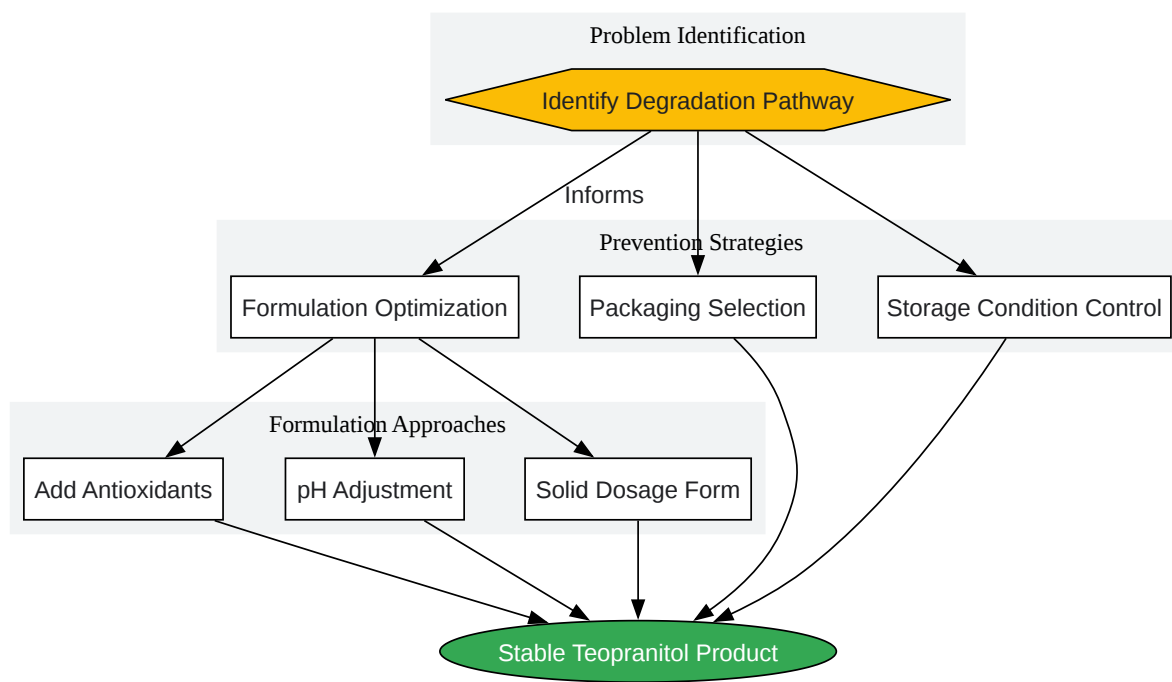 Problem Identification
Identify Degradation Pathway
Informs
Prevention Strategies
Formulation Optimization
Packaging Selection
Storage Condition Control
Formulation Approaches
Add Antioxidants
pH Adjustment
Solid Dosage Form
Stable Teopranitol Product